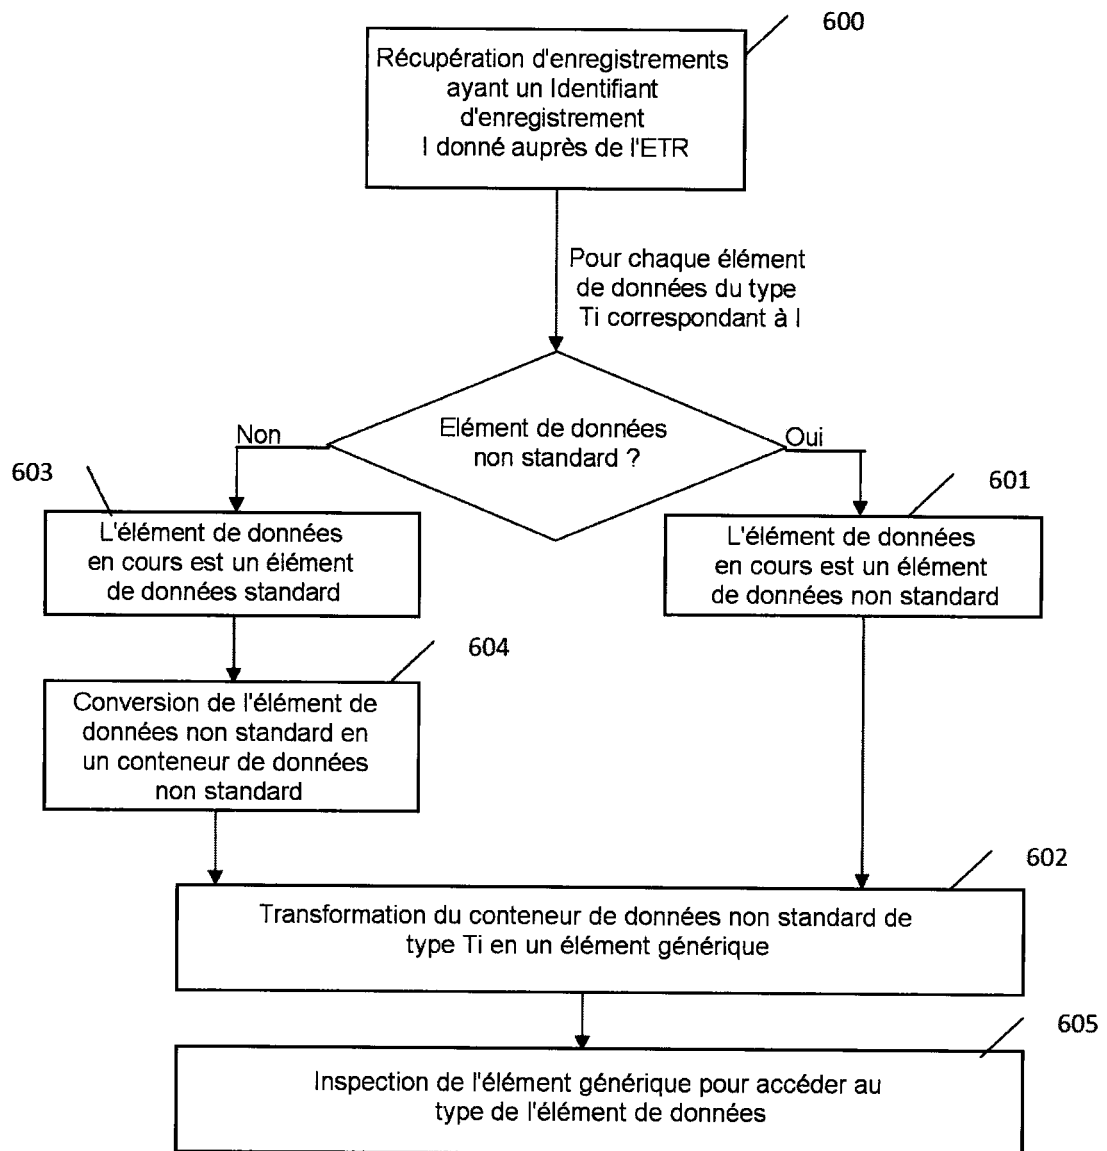 600
Récupération d'enregistrements
ayant un Identifiant
d'enregistrement
I donné auprès de l'ETR
Pour chaque élément
de données du type
Ti correspondant à I
Elément de données
non standard ?
Non
Oui
603
601
L'élément de données
en cours est un élément
de données standard
L'élément de données
en cours est un élément
de données non standard
604
Conversion de l'élément de
données non standard en
un conteneur de données
non standard
602
Transformation du conteneur de données non standard de
type Ti en un élément générique
605
Inspection de l'élément générique pour accéder au
type de l'élément de données